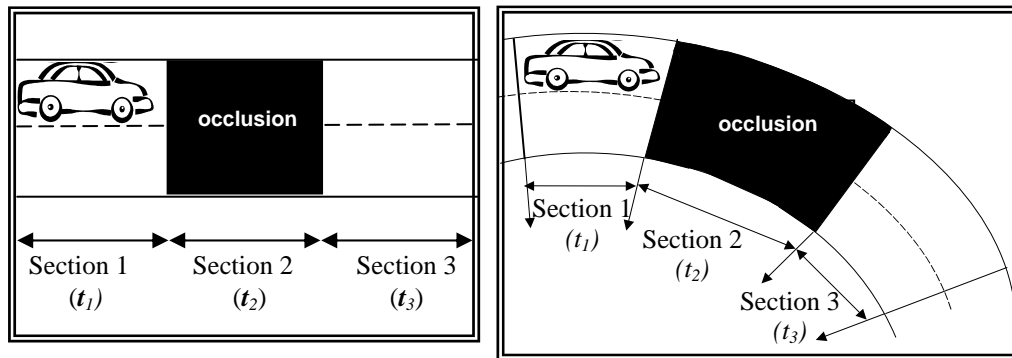 occlusion
Section 1 Section 2 Section 3
(t1) (t2) (t3)
occlusion
Section 1
(t1)
Section 2
(t2)
Section 3
(t3)